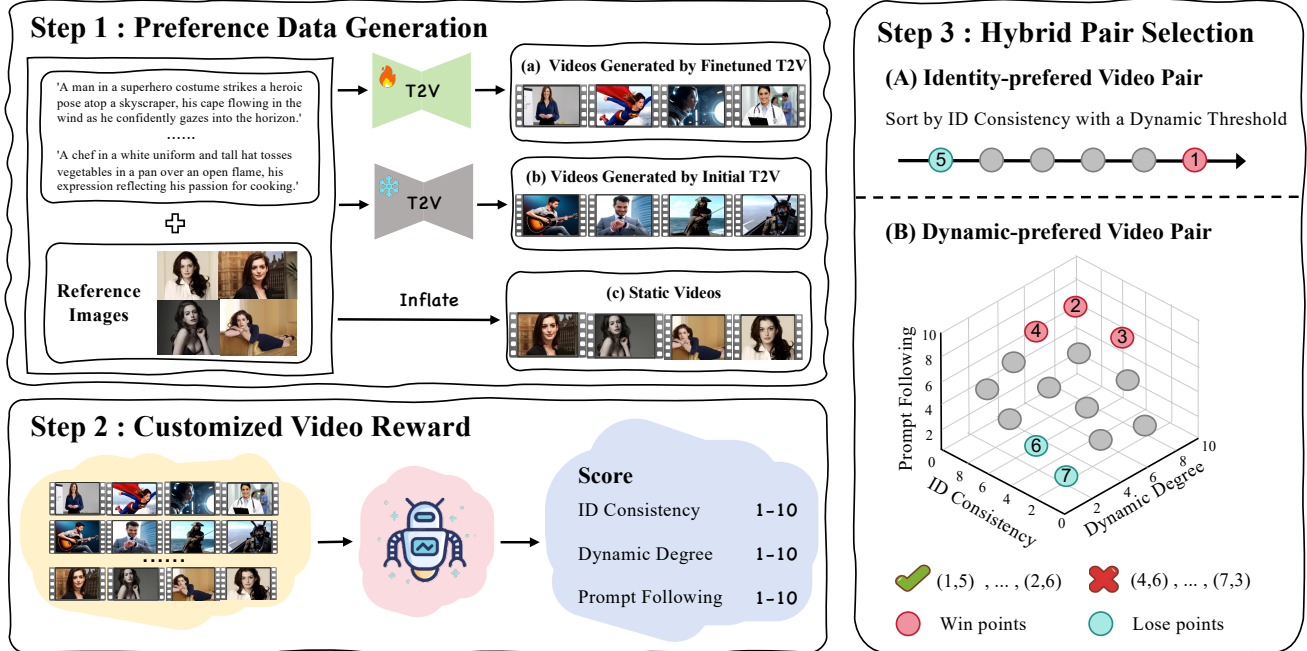 Step 1 : Preference Data Generation
'A man in a superhero costume strikes a heroic
pose atop a skyscraper, his cape flowing in the
wind as he confidently gazes into the horizon.'
......
'A chef in a white uniform and tall hat tosses
vegetables in a pan over an open flame, his
expression reflecting his passion for cooking.'
Reference
Images
T2V
T2V
Inflate
(a) Videos Generated by Finetuned T2V
(b) Videos Generated by Initial T2V
(c) Static Videos
Step 2 : Customized Video Reward
......
Score
ID Consistency 1-10
Dynamic Degree 1-10
Prompt Following 1-10
Step 3 : Hybrid Pair Selection
(A) Identity-prefered Video Pair
Sort by ID Consistency with a Dynamic Threshold
5 1
(B) Dynamic-prefered Video Pair
Prompt Following
10
8
6
4
2
0
8
6
4
2
0
ID Consistency
2
4
6
8
10
Dynamic Degree
2
4
3
6
7
(1,5) , ... , (2,6)
(4,6) , ... , (7,3)
Win points
Lose points